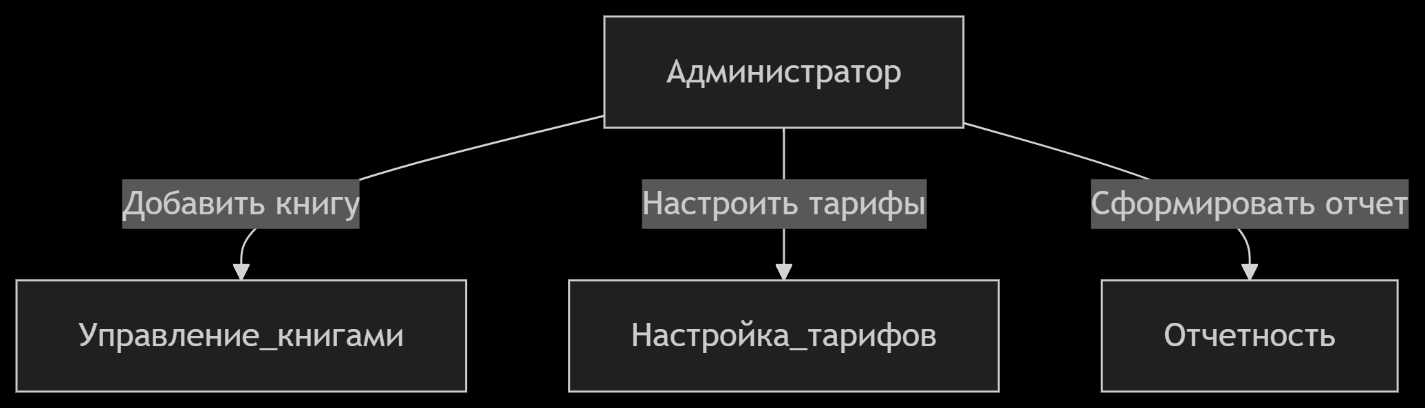 Администратор
Добавить книгу
Настроить тарифы
Сформировать отчет
Управление_книгами
Настройка_тарифов
Отчетность